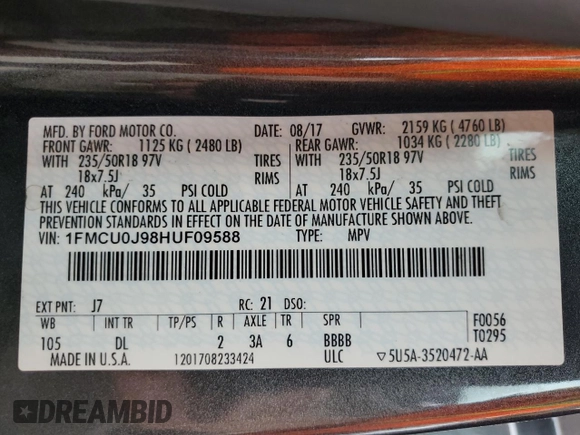 MFD. BY FORD MOTOR CO. DATE: 08/17 GVWR: 2159 KG ( 4760 LB)
FRONT GAWR: 1125 KG ( 2480 LB) REAR GAWR: 1034 KG ( 2280 LB)
WITH 235/50R18 97V TIRES WITH 235/50R18 97V TIRES
18x7.5J RIMS 18x7.5J RIMS
AT 240 kPa/ 35 PSI COLD AT 240 kPa/ 35 PSI COLD
THIS VEHICLE CONFORMS TO ALL APPLICABLE FEDERAL MOTOR VEHICLE SAFETY AND THEFT
PREVENTION STANDARDS IN EFFECT ON THE DATE OF MANUFACTURE SHOWN ABOVE.
VIN: 1FMCU0J98HUF09588 TYPE: MPV
EXT PNT: J7 RC: 21 DSO:
WB INT TR TP/PS R AXLE TR SPR F0056
105 DL 2 3A 6 BBBB T0295
MADE IN U.S.A. 1201708233424 ULC ▽5U5A-3520472-AA
DREAMBID